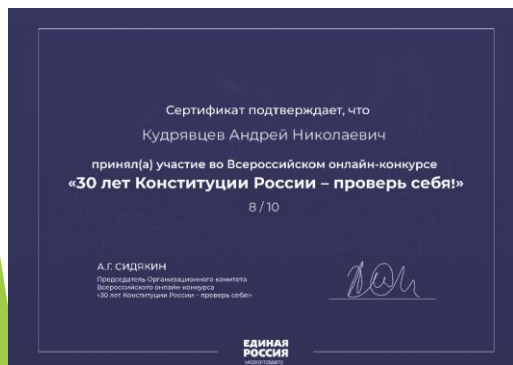 Сертификат подтверждает, что
Кудрявцев Андрей Николаевич
принял(а) участие во Всероссийском онлайн-конкурсе
«30 лет Конституции России – проверь себя!»
8 / 10
А.Г. СИДЯКИН
Председатель Организационного комитета
Всероссийского онлайн-конкурса
«30 лет Конституции России – проверь себя!»
ЕДИНАЯ
РОССИЯ